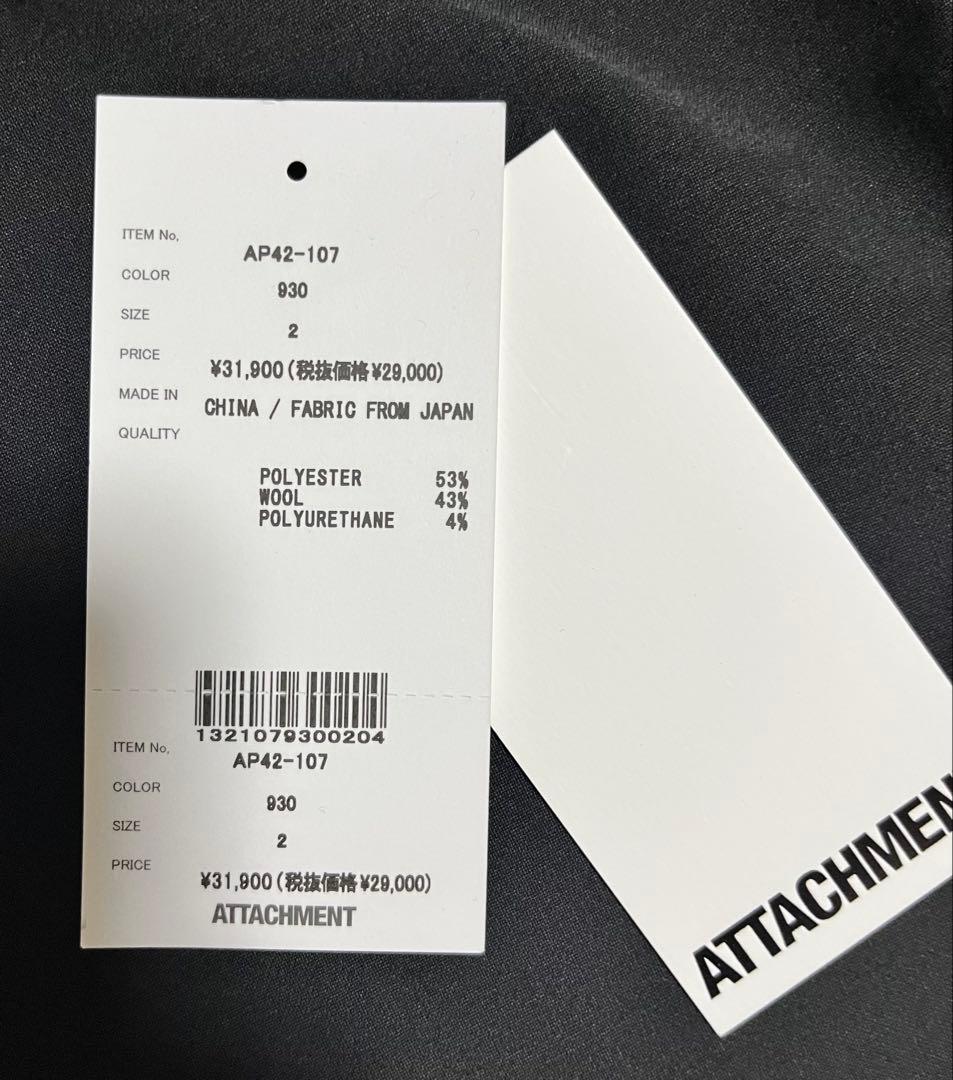 ITEM No, AP42-107
COLOR 930
SIZE 2
PRICE ¥31,900(税抜価格¥29,000)
MADE IN CHINA / FABRIC FROM JAPAN
QUALITY
POLYESTER 53%
WOOL 43%
POLYURETHANE 4%
1321079300204
ITEM No, AP42-107
COLOR 930
SIZE 2
PRICE ¥31,900(税抜価格¥29,000)
ATTACHMENT
ATTACHMEN